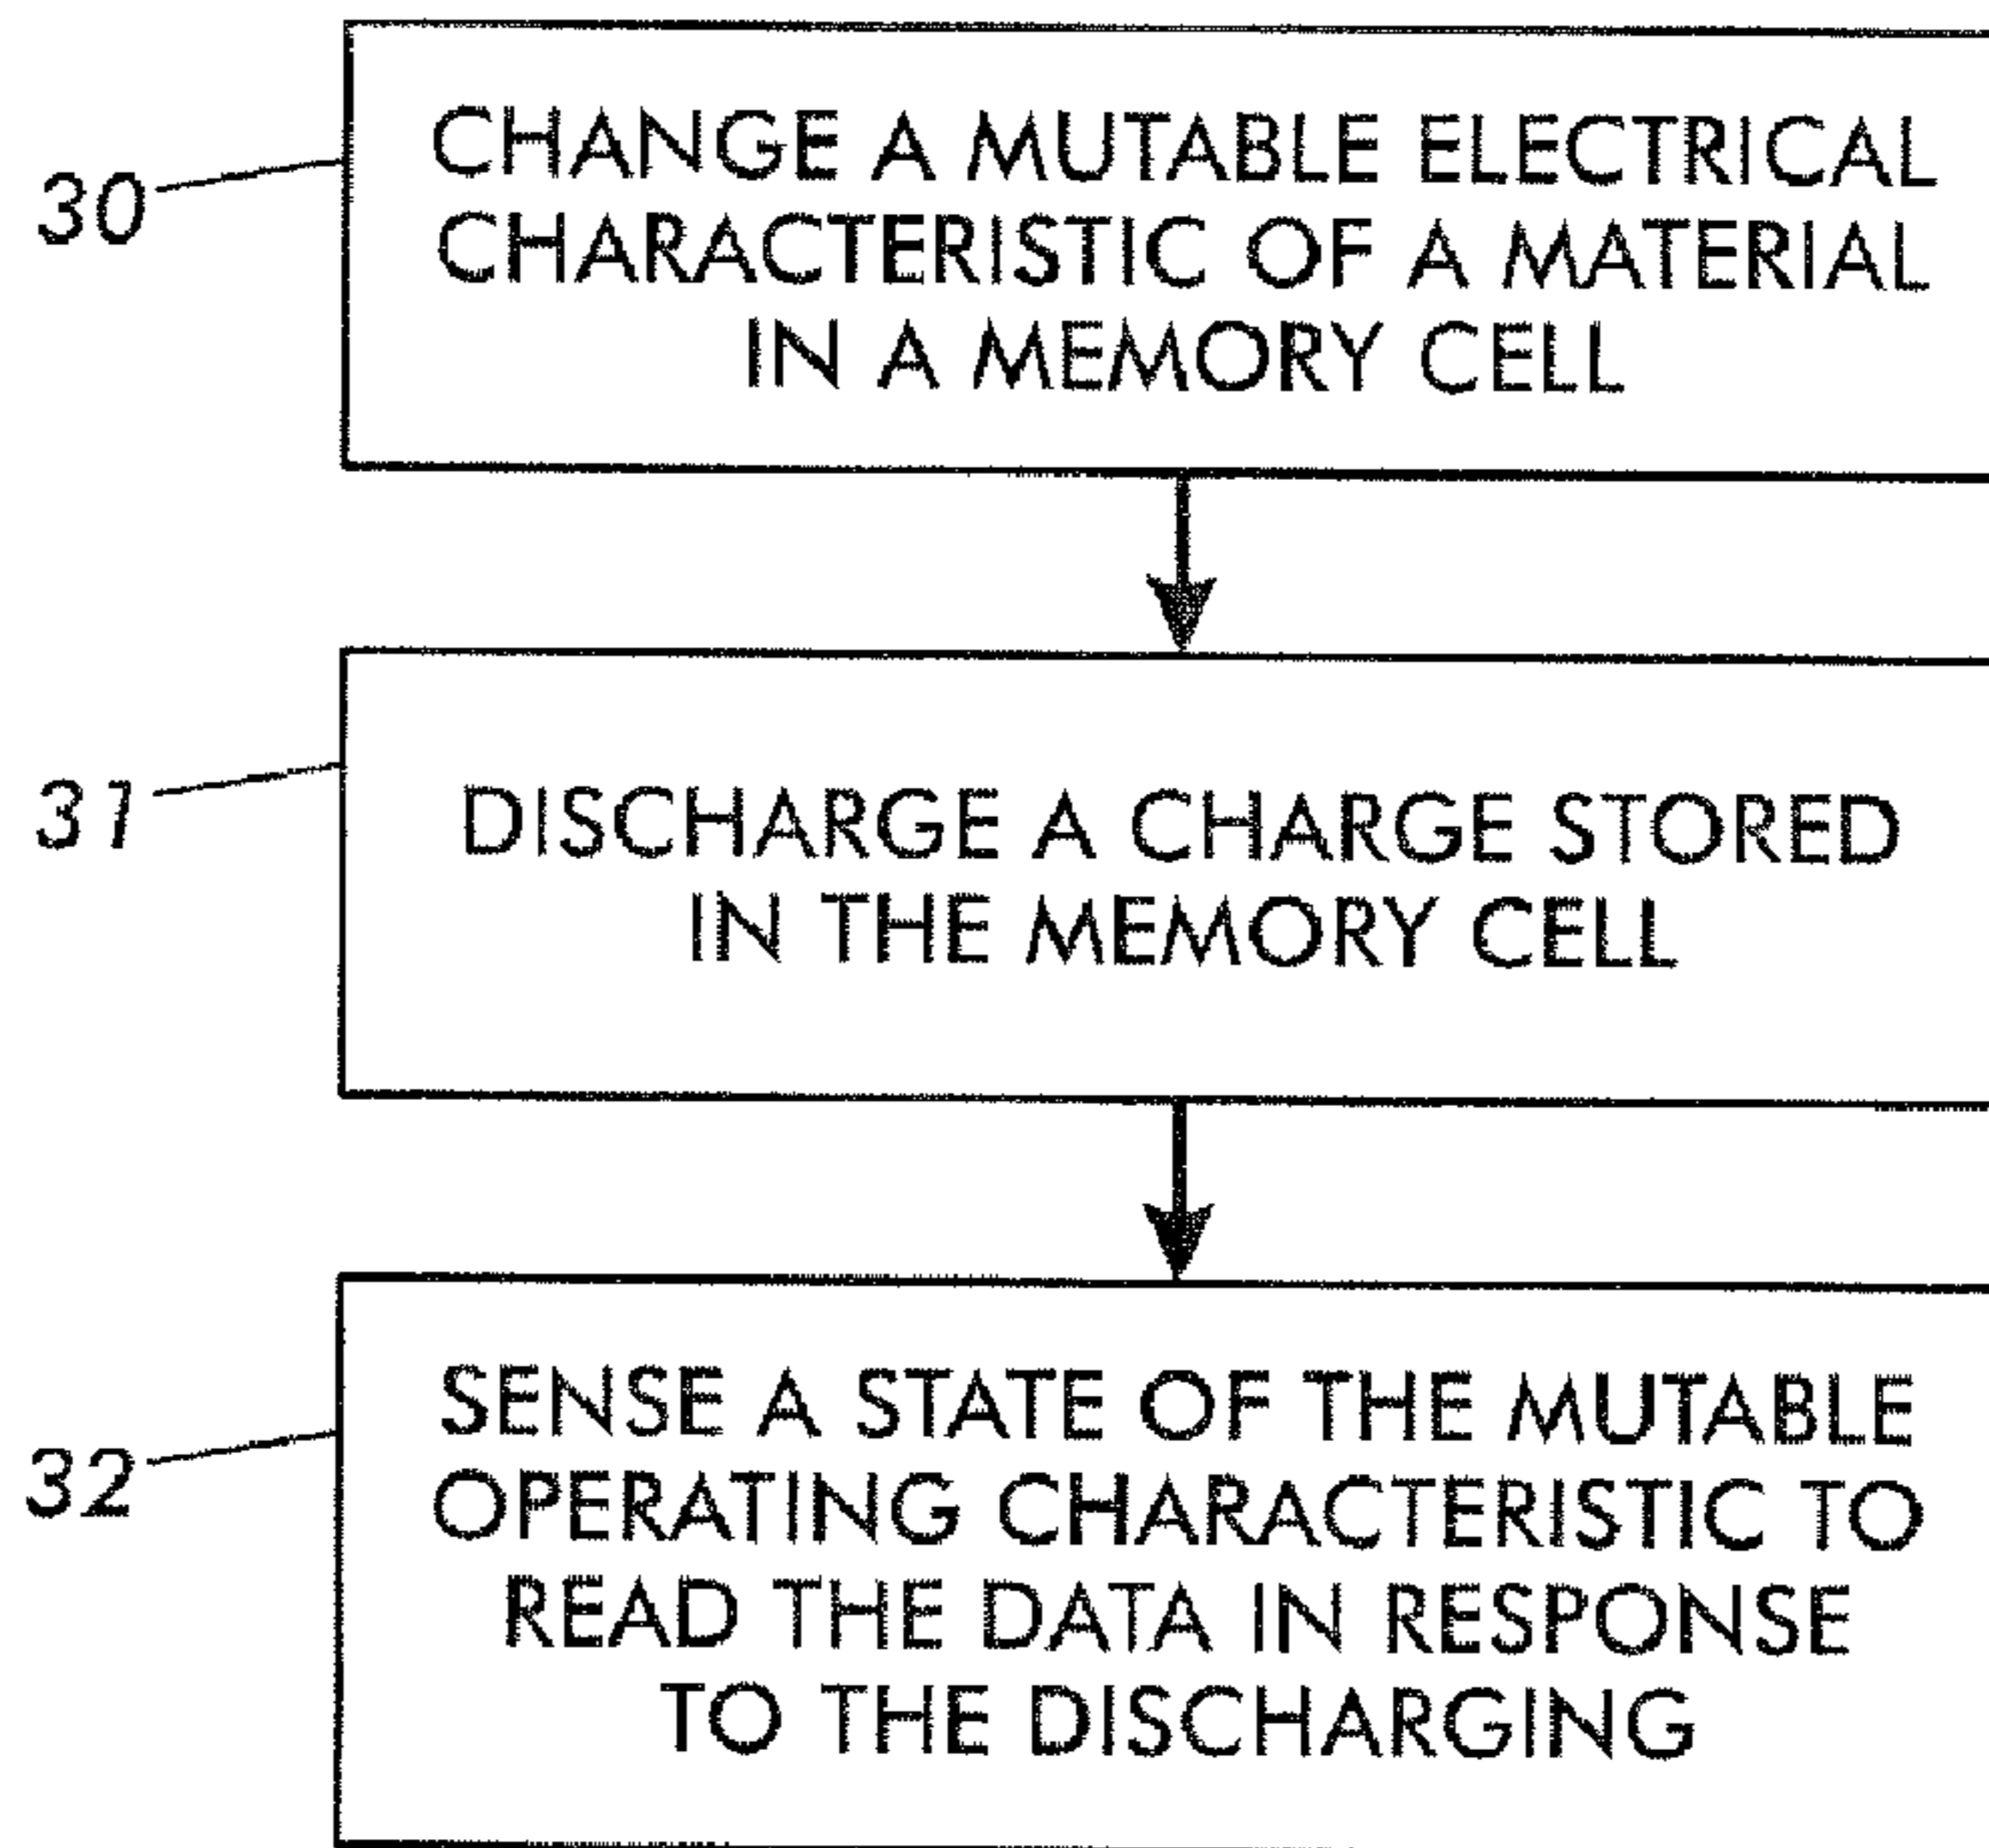 30
CHANGE A MUTABLE ELECTRICAL
CHARACTERISTIC OF A MATERIAL
IN A MEMORY CELL
31
DISCHARGE A CHARGE STORED
IN THE MEMORY CELL
32
SENSE A STATE OF THE MUTABLE
OPERATING CHARACTERISTIC TO
READ THE DATA IN RESPONSE
TO THE DISCHARGING